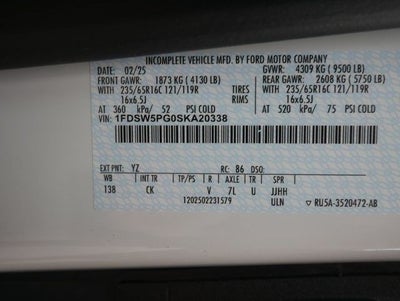 INCOMPLETE VEHICLE MFD. BY FORD MOTOR COMPANY
DATE: 02/25 GVWR: 4309 KG ( 9500 LB)
FRONT GAWR: 1873 KG ( 4130 LB) REAR GAWR: 2608 KG ( 5750 LB)
WITH 235/65R16C 121/119R TIRES WITH 235/65R16C 121/119R
16x6.5J RIMS 16x6.5J
AT 360 kPa/ 52 PSI COLD AT 520 kPa/ 75 PSI COLD
VIN: 1FDSW5PG0SKA20338
EXT PNT: YZ RC: 86 DSO:
WB INT TR TP/PS R AXLE TR SPR
138 CK V 7L U JJHH
1202502231579 ULN ▽ RU5A-3520472-AB